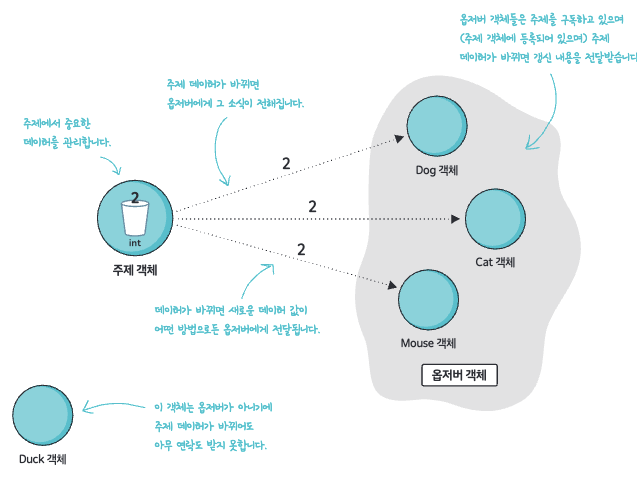 옵저버 객체들은 주제를 구독하고 있으며
(주제 객체에 등록되어 있으며) 주제
데이터가 바뀌면 갱신 내용을 전달받습니다
주제 데이터가 바뀌면
옵저버에게 그 소식이 전해집니다.
주제에서 중요한
데이터를 관리합니다.
2
int
주제 객체
2
2
2
Dog 객체
Cat 객체
Mouse 객체
옵저버 객체
데이터가 바뀌면 새로운 데이터 값이
어떤 방법으로든 옵저버에게 전달됩니다.
이 객체는 옵저버가 아니기에
주제 데이터가 바뀌어도
아무 연락도 받지 못합니다.
Duck 객체